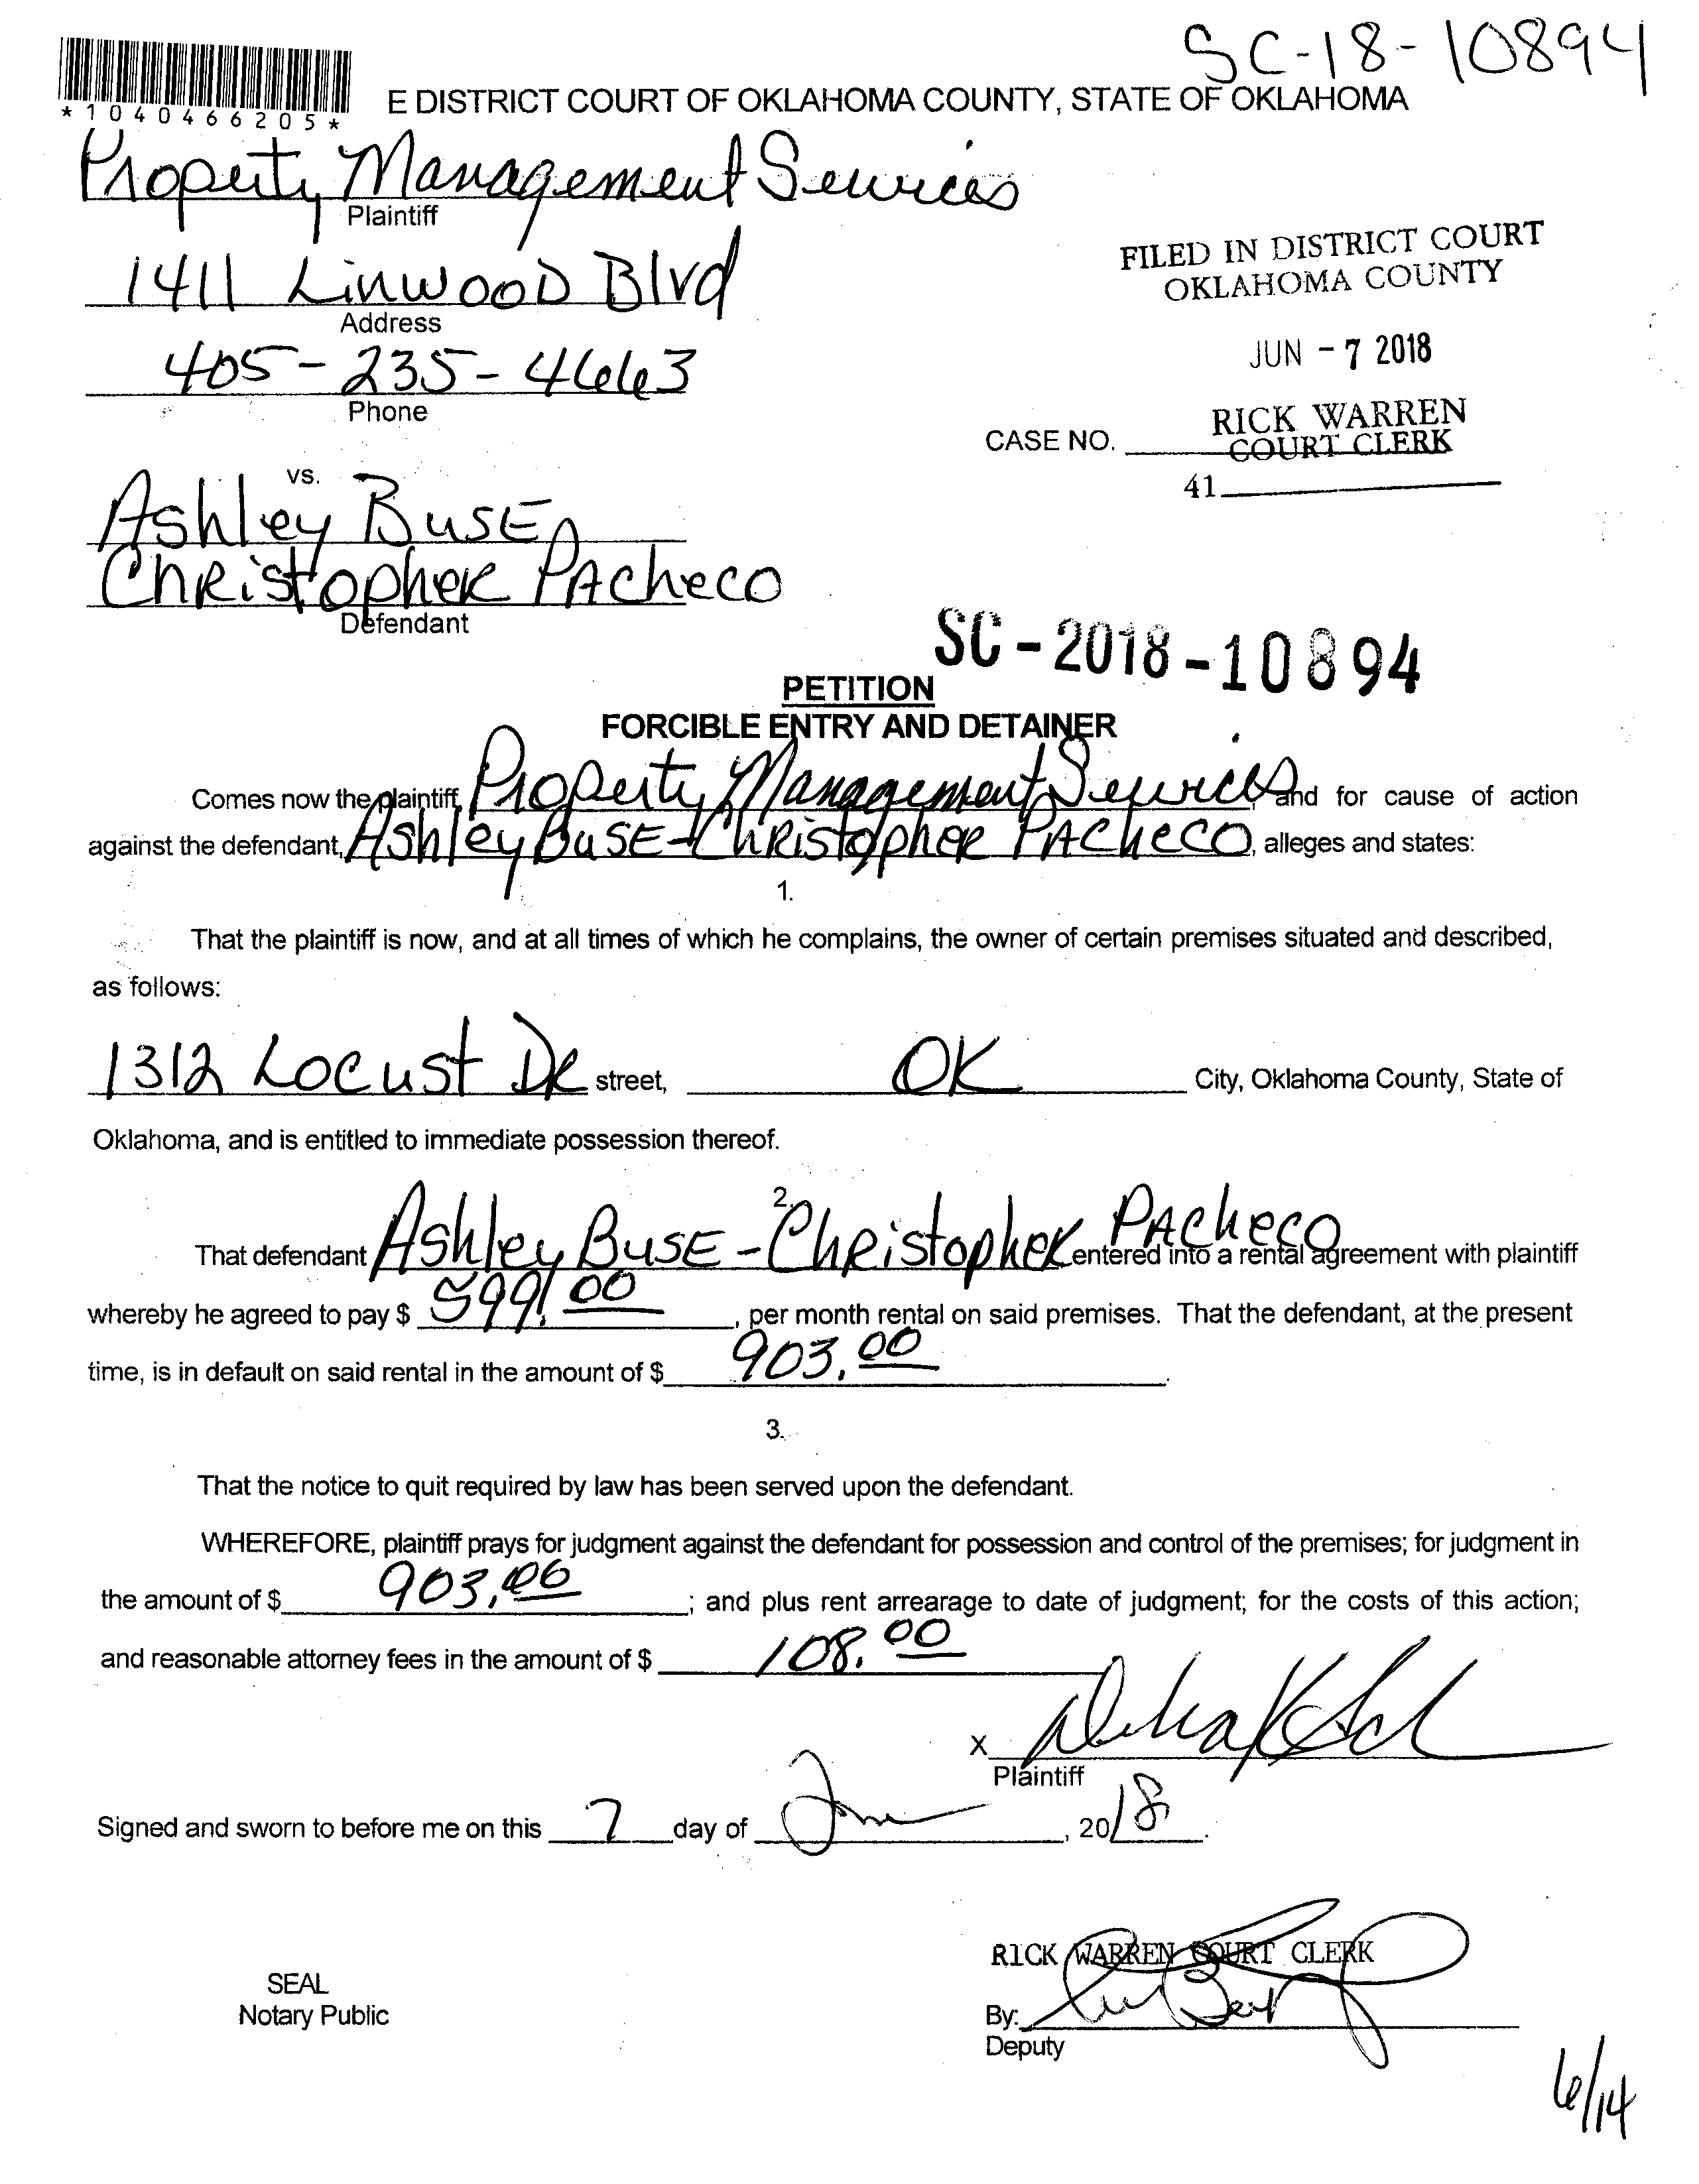 SC-18-10894
*1040466205*
E DISTRICT COURT OF OKLAHOMA COUNTY, STATE OF OKLAHOMA
Property Management Services
Plaintiff
1411 Linwood Blvd
Address
405-235-4663
Phone
FILED IN DISTRICT COURT
OKLAHOMA COUNTY
JUN - 7 2018
RICK WARREN
CASE NO. COURT CLERK
41
vs.
Ashley Buse
Christopher Pacheco
Defendant
SC-2018-10894
PETITION
FORCIBLE ENTRY AND DETAINER
Comes now the plaintiff, Property Management Services, and for cause of action
against the defendant, Ashley Buse-Christopher Pacheco, alleges and states:
1.
That the plaintiff is now, and at all times of which he complains, the owner of certain premises situated and described,
as follows:
1312 Locust DR street, OK City, Oklahoma County, State of
Oklahoma, and is entitled to immediate possession thereof.
2.
That defendant Ashley Buse-Christopher Pacheco entered into a rental agreement with plaintiff
whereby he agreed to pay $ 599.00, per month rental on said premises. That the defendant, at the present
time, is in default on said rental in the amount of $ 903.00.
3.
That the notice to quit required by law has been served upon the defendant.
WHEREFORE, plaintiff prays for judgment against the defendant for possession and control of the premises; for judgment in
the amount of $ 903.00; and plus rent arrearage to date of judgment; for the costs of this action;
and reasonable attorney fees in the amount of $ 108.00
X
Plaintiff
Signed and sworn to before me on this 7 day of June, 2018.
RICK WARREN COURT CLERK
SEAL
Notary Public
By:
Deputy
6/14